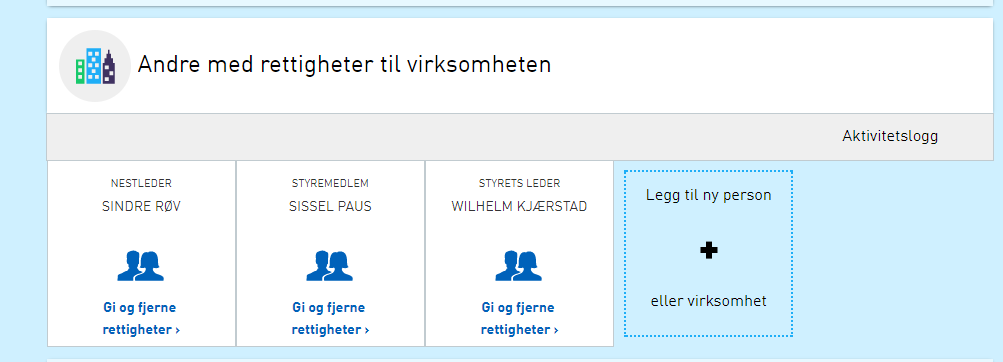 Andre med rettigheter til virksomheten
Aktivitetslogg
NESTLEDER
SINDRE RØV
Gi og fjerne
rettigheter ›
STYREMEDLEM
SISSEL PAUS
Gi og fjerne
rettigheter ›
STYRETS LEDER
WILHELM KJÆRSTAD
Gi og fjerne
rettigheter ›
Legg til ny person
eller virksomhet